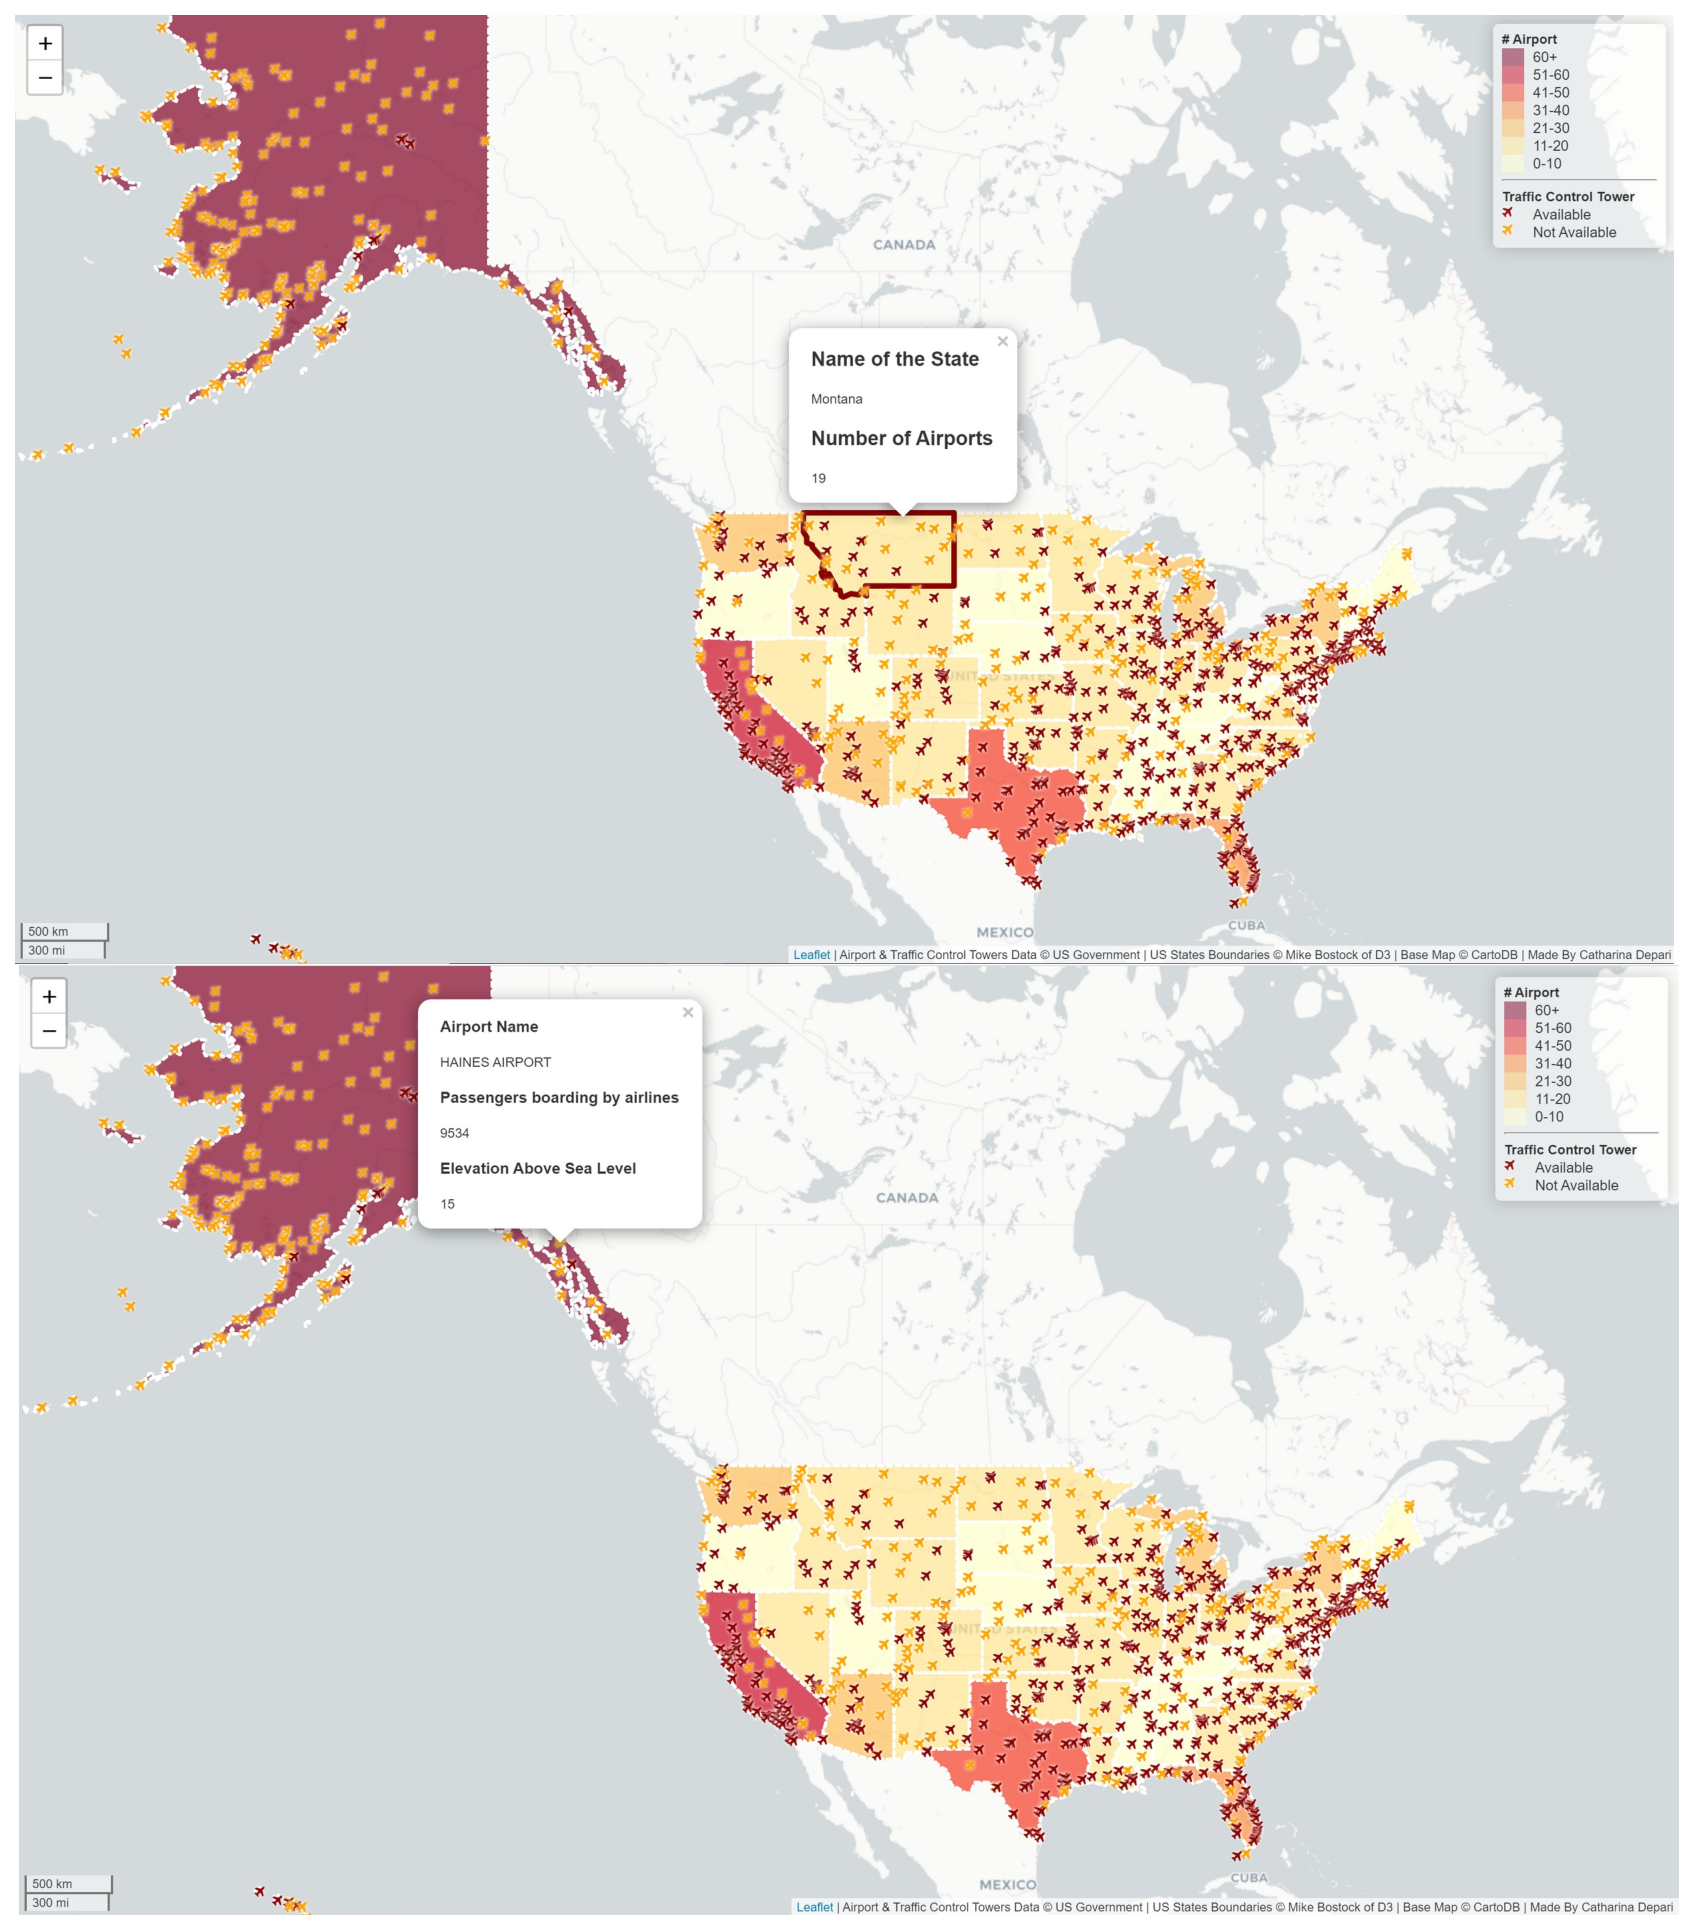 +
−
# Airport
60+
51-60
41-50
31-40
21-30
11-20
0-10
Traffic Control Tower
Available
Not Available
CANADA
×
Name of the State
Montana
Number of Airports
19
UNITED STATES
MEXICO
CUBA
500 km
300 mi
Leaflet | Airport & Traffic Control Towers Data © US Government | US States Boundaries © Mike Bostock of D3 | Base Map © CartoDB | Made By Catharina Depari
+
−
×
Airport Name
HAINES AIRPORT
Passengers boarding by airlines
9534
Elevation Above Sea Level
15
# Airport
60+
51-60
41-50
31-40
21-30
11-20
0-10
Traffic Control Tower
Available
Not Available
CANADA
UNITED STATES
MEXICO
CUBA
500 km
300 mi
Leaflet | Airport & Traffic Control Towers Data © US Government | US States Boundaries © Mike Bostock of D3 | Base Map © CartoDB | Made By Catharina Depari